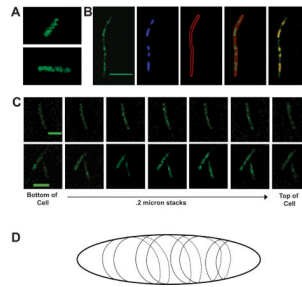 A
B
C
Bottom of
Cell
.2 micron stacks
Top of
Cell
D